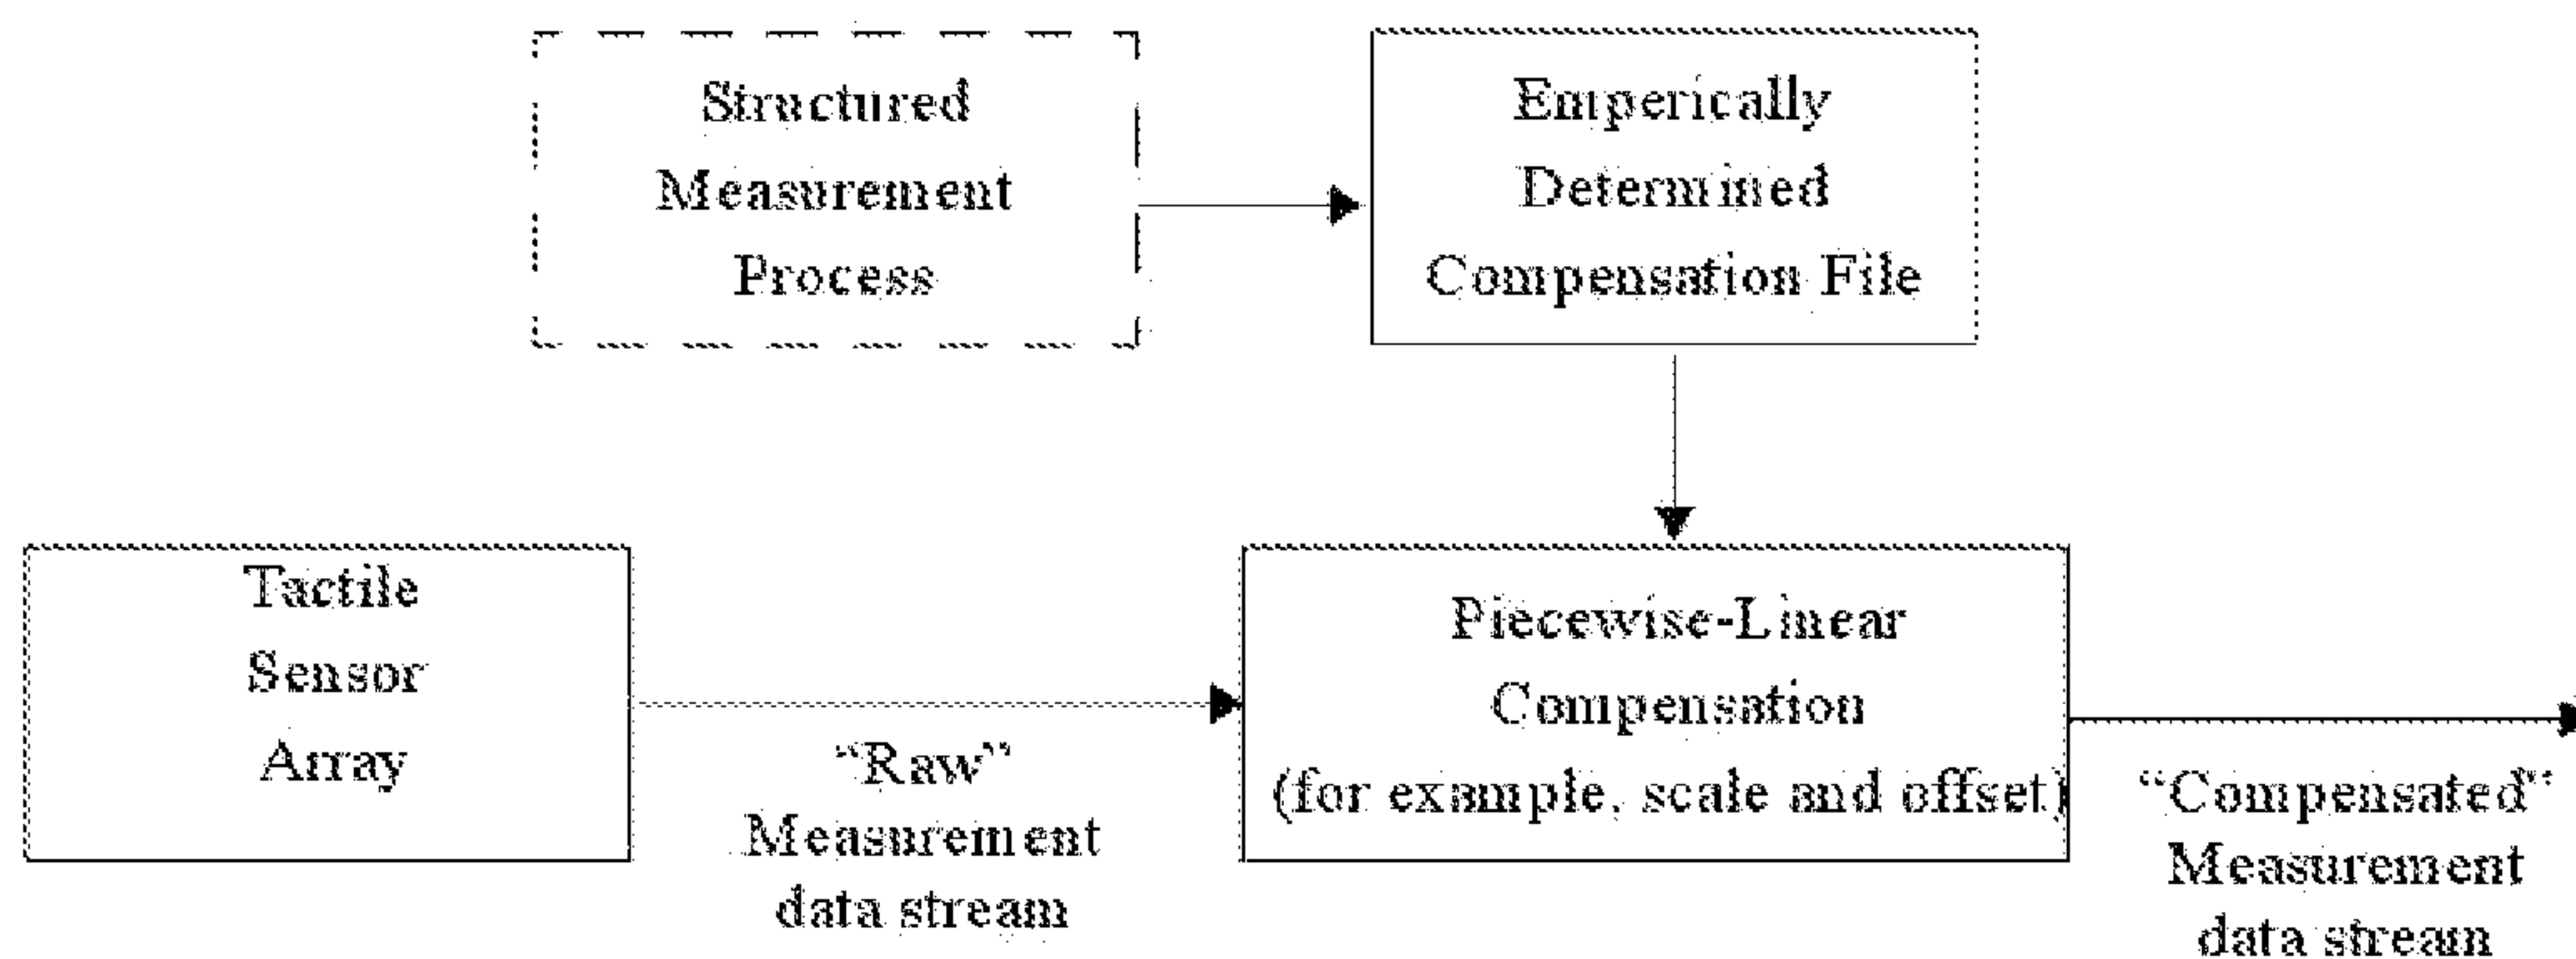 Structured
Measurement
Process
Emperically
Determined
Compensation File
Tactile
Sensor
Array
“Raw”
Measurement
data stream
Piecewise-Linear
Compensation
(for example, scale and offset)
“Compensated”
Measurement
data stream